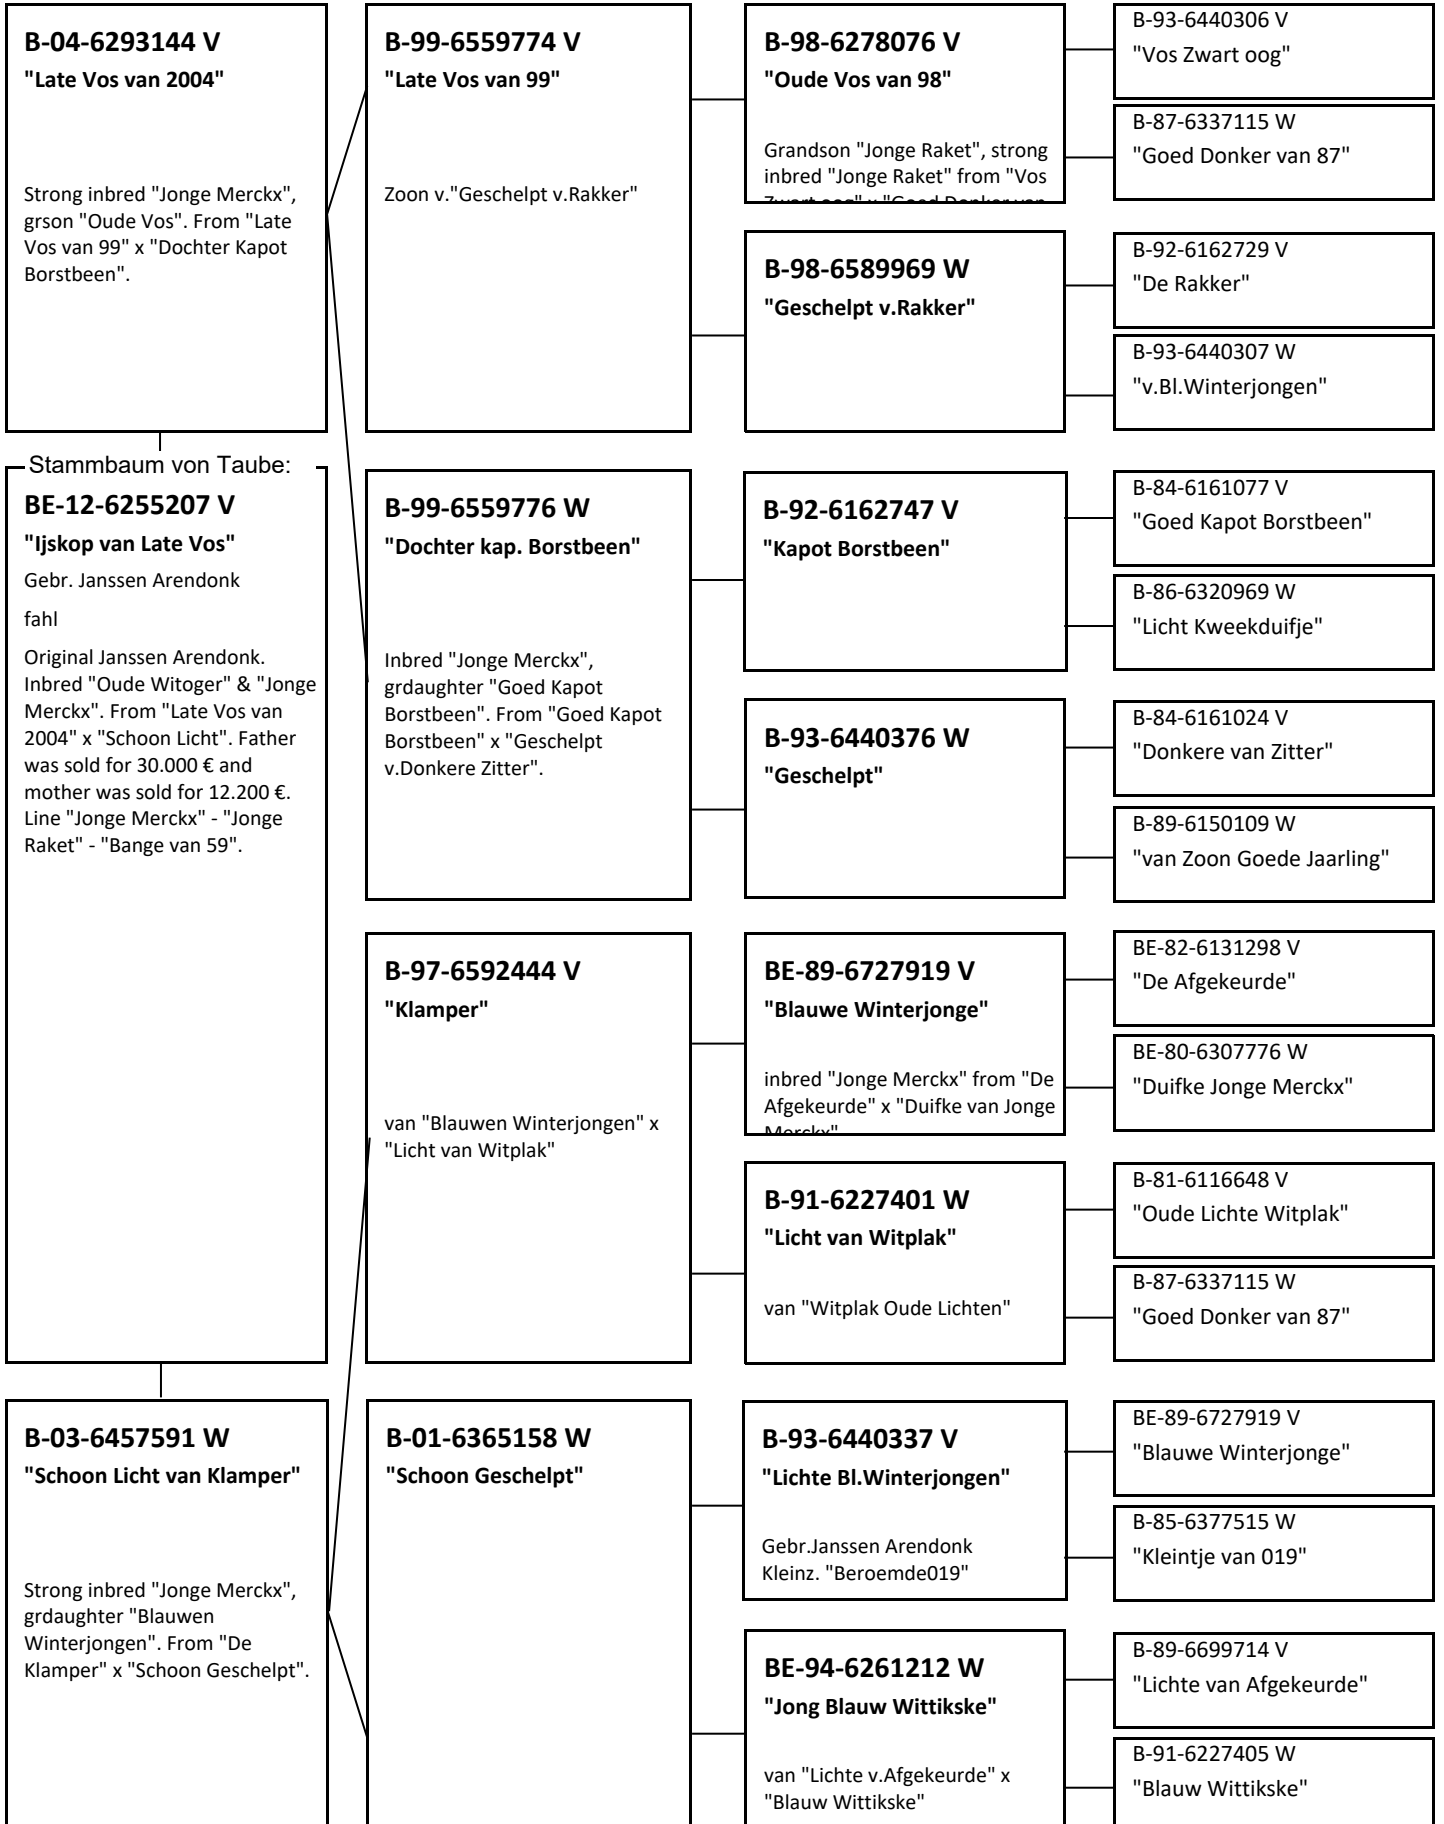 B-04-6293144 V
"Late Vos van 2004"
Strong inbred "Jonge Merckx",
grson "Oude Vos". From "Late
Vos van 99" x "Dochter Kapot
Borstbeen".
Stammbaum von Taube:
BE-12-6255207 V
"Ijskop van Late Vos"
Gebr. Janssen Arendonk
fahl
Original Janssen Arendonk.
Inbred "Oude Witoger" & "Jonge
Merckx". From "Late Vos van
2004" x "Schoon Licht". Father
was sold for 30.000 € and
mother was sold for 12.200 €.
Line "Jonge Merckx" - "Jonge
Raket" - "Bange van 59".
B-03-6457591 W
"Schoon Licht van Klamper"
Strong inbred "Jonge Merckx",
grdaughter "Blauwen
Winterjongen". From "De
Klamper" x "Schoon Geschelpt".
B-99-6559774 V
"Late Vos van 99"
Zoon v."Geschelpt v.Rakker"
B-99-6559776 W
"Dochter kap. Borstbeen"
Inbred "Jonge Merckx",
grdaughter "Goed Kapot
Borstbeen". From "Goed Kapot
Borstbeen" x "Geschelpt
v.Donkere Zitter".
B-97-6592444 V
"Klamper"
van "Blauwen Winterjongen" x
"Licht van Witplak"
B-01-6365158 W
"Schoon Geschelpt"
B-98-6278076 V
"Oude Vos van 98"
Grandson "Jonge Raket", strong
inbred "Jonge Raket" from "Vos
Zwart oog" x "Goed Donker van
B-98-6589969 W
"Geschelpt v.Rakker"
B-92-6162747 V
"Kapot Borstbeen"
B-93-6440376 W
"Geschelpt"
BE-89-6727919 V
"Blauwe Winterjonge"
inbred "Jonge Merckx" from "De
Afgekeurde" x "Duifke van Jonge
Merckx"
B-91-6227401 W
"Licht van Witplak"
van "Witplak Oude Lichten"
B-93-6440337 V
"Lichte Bl.Winterjongen"
Gebr.Janssen Arendonk
Kleinz. "Beroemde019"
BE-94-6261212 W
"Jong Blauw Wittikske"
van "Lichte v.Afgekeurde" x
"Blauw Wittikske"
B-93-6440306 V
"Vos Zwart oog"
B-87-6337115 W
"Goed Donker van 87"
B-92-6162729 V
"De Rakker"
B-93-6440307 W
"v.Bl.Winterjongen"
B-84-6161077 V
"Goed Kapot Borstbeen"
B-86-6320969 W
"Licht Kweekduifje"
B-84-6161024 V
"Donkere van Zitter"
B-89-6150109 W
"van Zoon Goede Jaarling"
BE-82-6131298 V
"De Afgekeurde"
BE-80-6307776 W
"Duifke Jonge Merckx"
B-81-6116648 V
"Oude Lichte Witplak"
B-87-6337115 W
"Goed Donker van 87"
BE-89-6727919 V
"Blauwe Winterjonge"
B-85-6377515 W
"Kleintje van 019"
B-89-6699714 V
"Lichte van Afgekeurde"
B-91-6227405 W
"Blauw Wittikske"